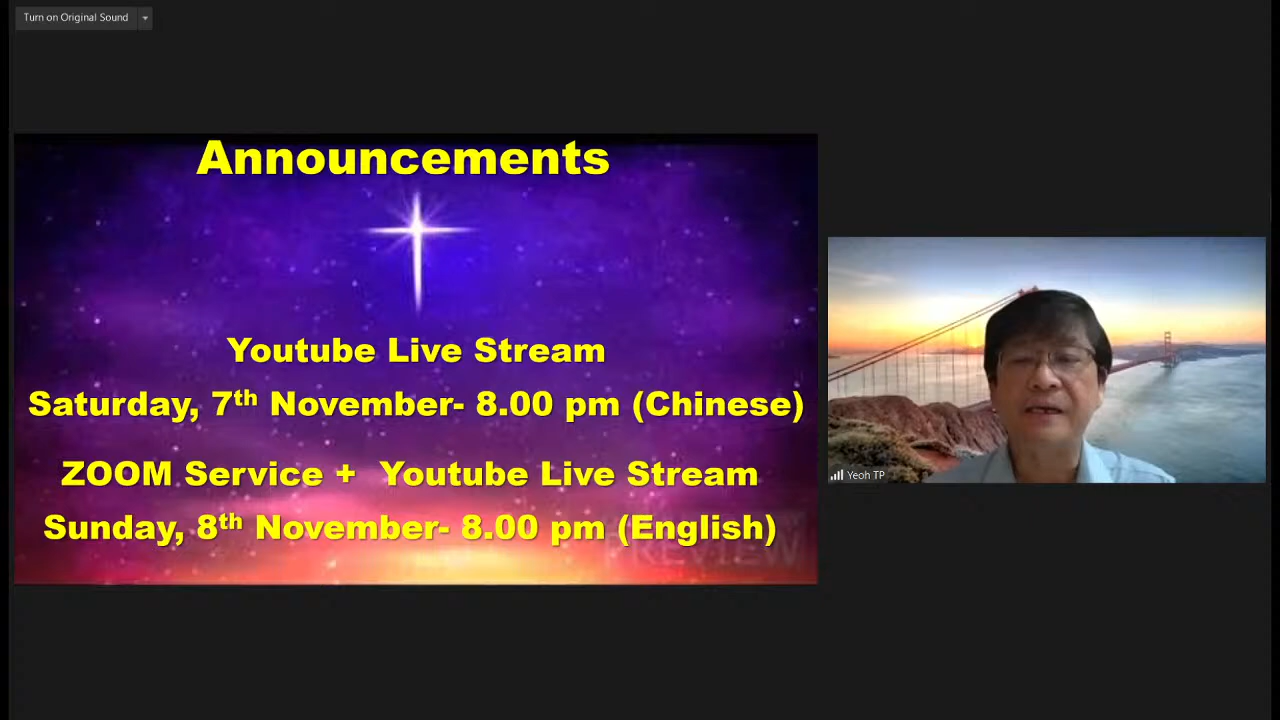 Turn on Original Sound
Announcements
Youtube Live Stream
Saturday, 7th November- 8.00 pm (Chinese)
ZOOM Service + Youtube Live Stream
Sunday, 8th November- 8.00 pm (English)
PREVIEW
Yeoh TP